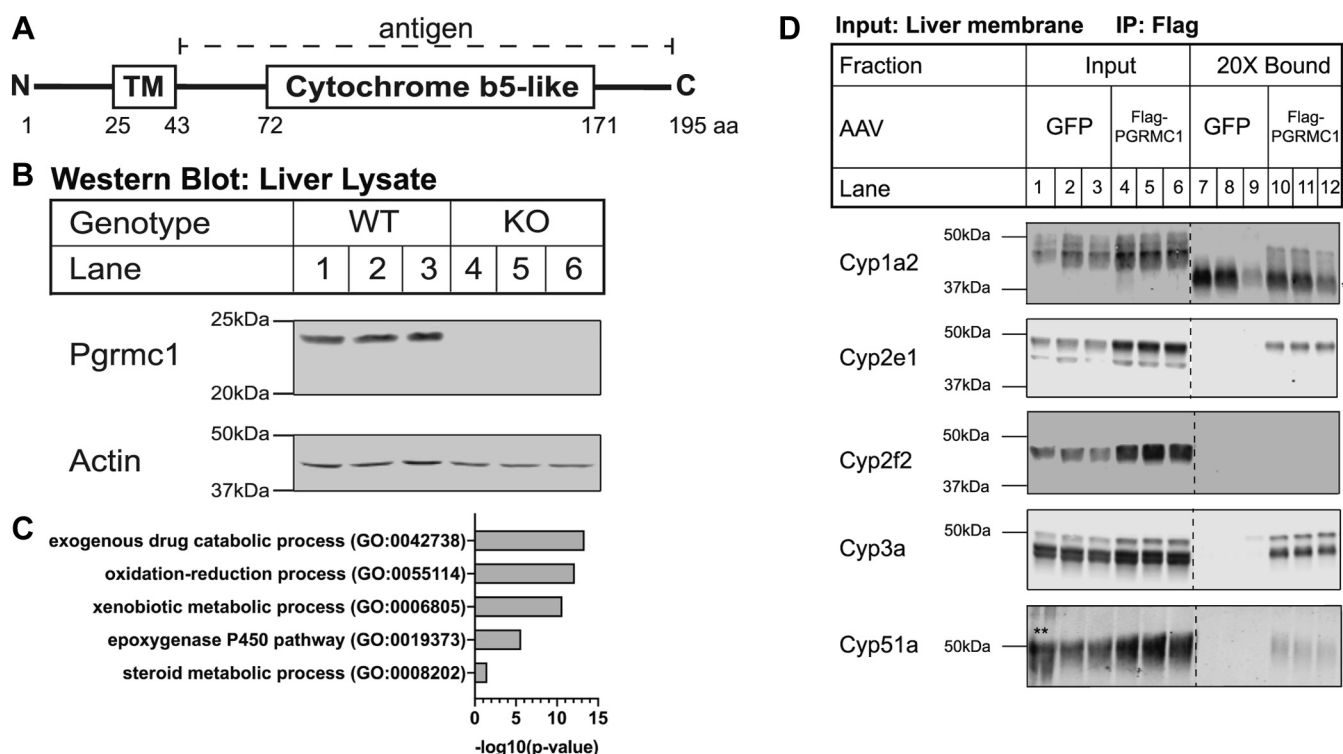 A
antigen
N TM Cytochrome b5-like C
1 25 43 72 171 195 aa
B Western Blot: Liver Lysate
Genotype WT KO
Lane 1 2 3 4 5 6
25kDa
Pgrmc1
20kDa
50kDa
Actin
37kDa
C
exogenous drug catabolic process (GO:0042738)
oxidation-reduction process (GO:0055114)
xenobiotic metabolic process (GO:0006805)
epoxygenase P450 pathway (GO:0019373)
steroid metabolic process (GO:0008202)
0 5 10 15
-log10(p-value)
D Input: Liver membrane IP: Flag
Fraction Input 20X Bound
AAV GFP Flag-PGRMC1 GFP Flag-PGRMC1
Lane 1 2 3 4 5 6 7 8 9 10 11 12
50kDa
Cyp1a2
37kDa
50kDa
Cyp2e1
37kDa
50kDa
Cyp2f2
37kDa
50kDa
Cyp3a
**
Cyp51a 50kDa